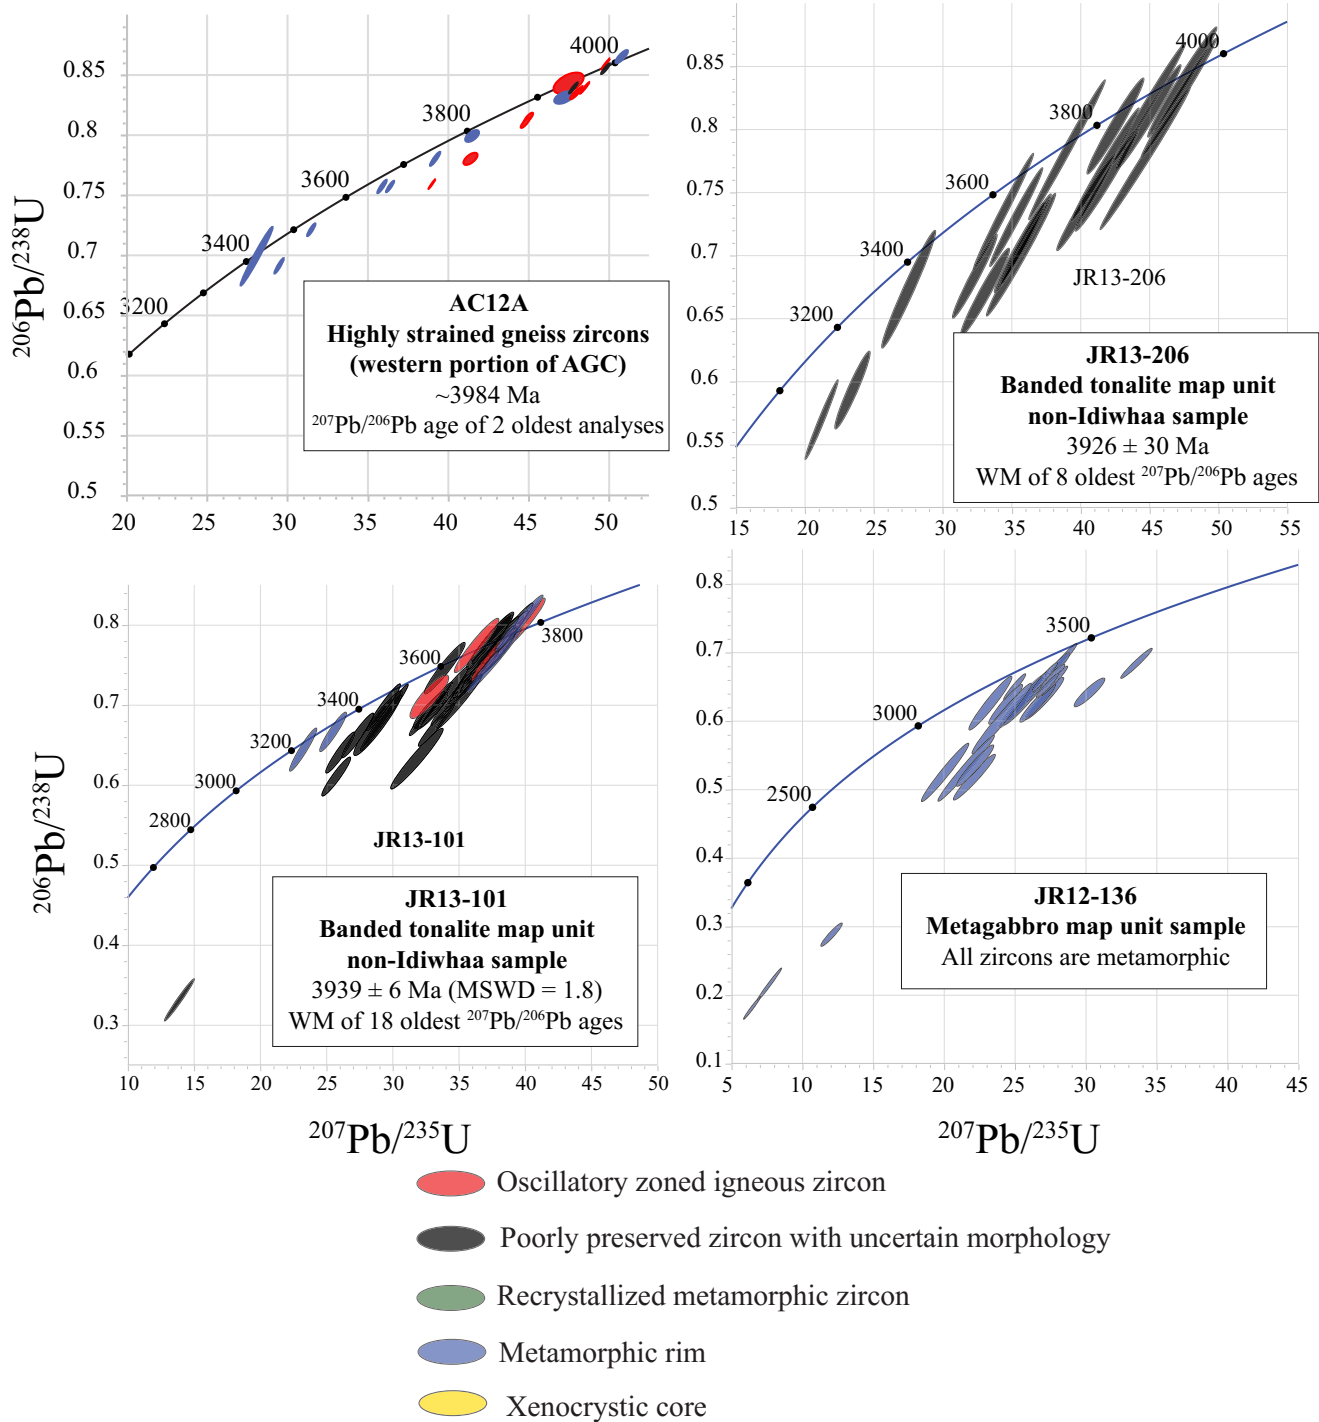 0.85
0.8
0.75
0.7
0.65
0.6
0.55
0.5
20
25
30
35
40
45
50
3200
3400
3600
3800
4000
²⁰⁶Pb/²³⁸U
AC12A
Highly strained gneiss zircons
(western portion of AGC)
~3984 Ma
²⁰⁷Pb/²⁰⁶Pb age of 2 oldest analyses
0.85
0.8
0.75
0.7
0.65
0.6
0.55
0.5
15
20
25
30
35
40
45
50
55
3200
3400
3600
3800
4000
JR13-206
JR13-206
Banded tonalite map unit
non-Idiwhaa sample
3926 ± 30 Ma
WM of 8 oldest ²⁰⁷Pb/²⁰⁶Pb ages
0.8
0.7
0.6
0.5
0.4
0.3
10
20
20
25
30
35
40
50
50
2800
3000
3200
3400
3600
3800
²⁰⁶Pb/²³⁸U
JR13-101
JR13-101
Banded tonalite map unit
non-Idiwhaa sample
3939 ± 6 Ma (MSWD = 1.8)
WM of 18 oldest ²⁰⁷Pb/²⁰⁶Pb ages
²⁰⁷Pb/²³⁵U
0.8
0.7
0.6
0.5
0.4
0.3
0.2
0.1
5
10
15
20
25
30
35
40
45
2500
3000
3500
JR12-136
Metagabbro map unit sample
All zircons are metamorphic
²⁰⁷Pb/²³⁵U
Oscillatory zoned igneous zircon
Poorly preserved zircon with uncertain morphology
Recrystallized metamorphic zircon
Metamorphic rim
Xenocrystic core